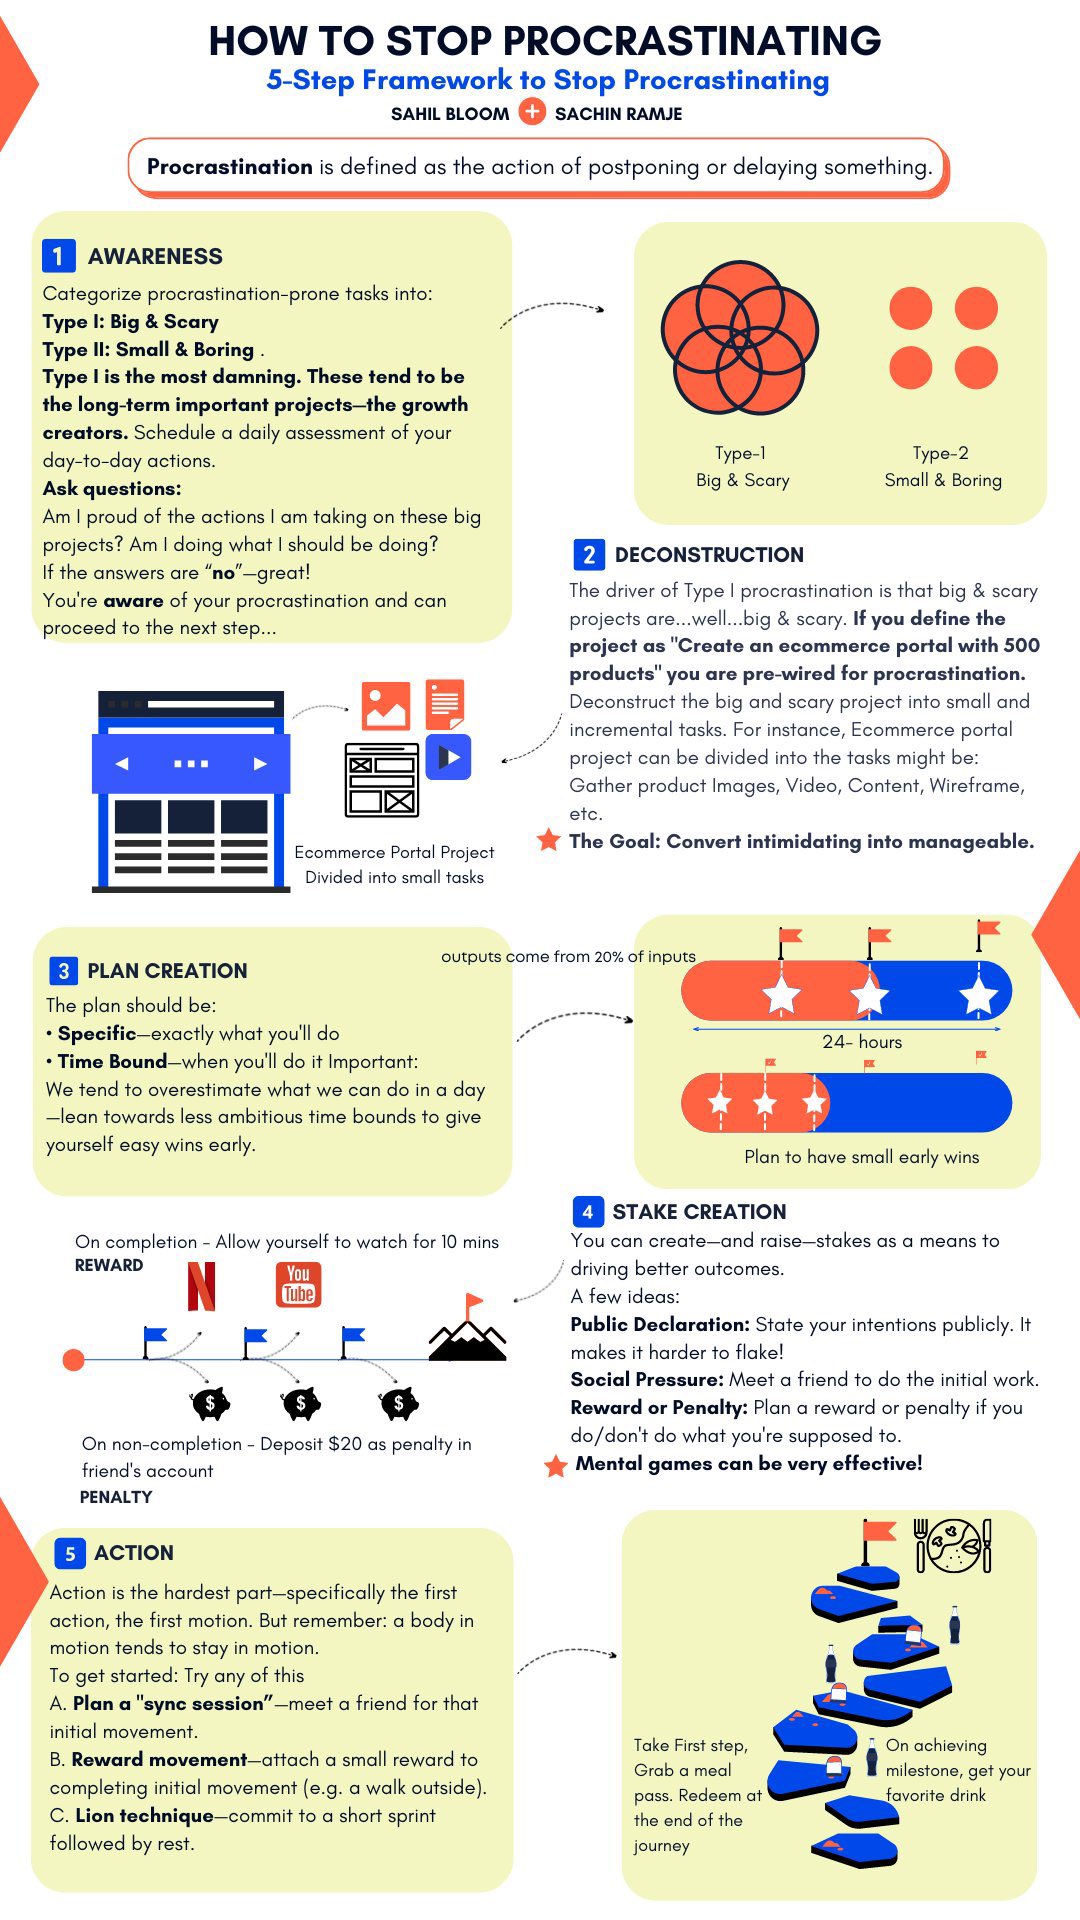 HOW TO STOP PROCRASTINATING
5-Step Framework to Stop Procrastinating
SAHIL BLOOM + SACHIN RAMJE
Procrastination is defined as the action of postponing or delaying something.
1 AWARENESS
Categorize procrastination-prone tasks into:
Type I: Big & Scary
Type II: Small & Boring .
Type I is the most damning. These tend to be
the long-term important projects—the growth
creators. Schedule a daily assessment of your
day-to-day actions.
Ask questions:
Am I proud of the actions I am taking on these big
projects? Am I doing what I should be doing?
If the answers are “no”—great!
You're aware of your procrastination and can
proceed to the next step...
Type-1
Big & Scary
Type-2
Small & Boring
2 DECONSTRUCTION
The driver of Type I procrastination is that big & scary
projects are...well...big & scary. If you define the
project as "Create an ecommerce portal with 500
products" you are pre-wired for procrastination.
Deconstruct the big and scary project into small and
incremental tasks. For instance, Ecommerce portal
project can be divided into the tasks might be:
Gather product Images, Video, Content, Wireframe,
etc.
The Goal: Convert intimidating into manageable.
Ecommerce Portal Project
Divided into small tasks
3 PLAN CREATION
The plan should be:
• Specific—exactly what you'll do
• Time Bound—when you'll do it Important:
We tend to overestimate what we can do in a day
—lean towards less ambitious time bounds to give
yourself easy wins early.
outputs come from 20% of inputs
24- hours
Plan to have small early wins
4 STAKE CREATION
You can create—and raise—stakes as a means to
driving better outcomes.
A few ideas:
Public Declaration: State your intentions publicly. It
makes it harder to flake!
Social Pressure: Meet a friend to do the initial work.
Reward or Penalty: Plan a reward or penalty if you
do/don't do what you're supposed to.
Mental games can be very effective!
On completion - Allow yourself to watch for 10 mins
REWARD
N
You
Tube
$ $ $
On non-completion - Deposit $20 as penalty in
friend's account
PENALTY
5 ACTION
Action is the hardest part—specifically the first
action, the first motion. But remember: a body in
motion tends to stay in motion.
To get started: Try any of this
A. Plan a "sync session”—meet a friend for that
initial movement.
B. Reward movement—attach a small reward to
completing initial movement (e.g. a walk outside).
C. Lion technique—commit to a short sprint
followed by rest.
Take First step,
Grab a meal
pass. Redeem at
the end of the
journey
On achieving
milestone, get your
favorite drink